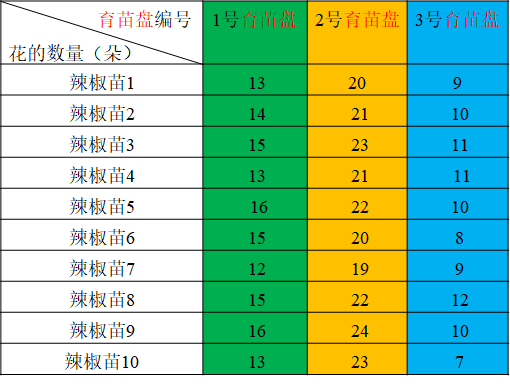 育苗盘编号 1号育苗盘 2号育苗盘 3号育苗盘
花的数量（朵）
辣椒苗1 13 20 9
辣椒苗2 14 21 10
辣椒苗3 15 23 11
辣椒苗4 13 21 11
辣椒苗5 16 22 10
辣椒苗6 15 20 8
辣椒苗7 12 19 9
辣椒苗8 15 22 12
辣椒苗9 16 24 10
辣椒苗10 13 23 7